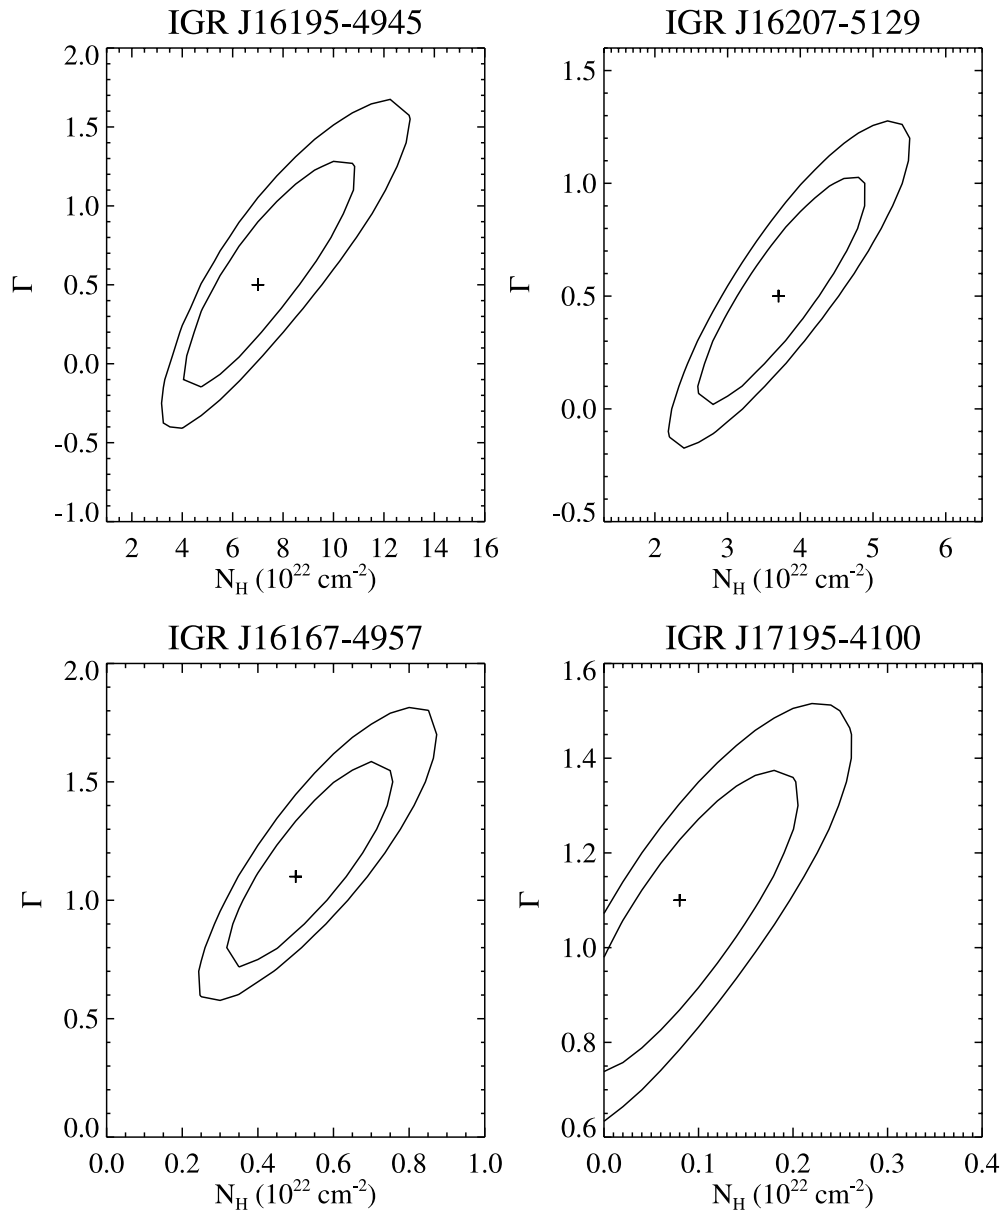 IGR J16195-4945
2.0
1.5
1.0
0.5
0.0
-0.5
-1.0
Γ
2 4 6 8 10 12 14 16
N_H (10^22 cm^-2)
IGR J16207-5129
1.5
1.0
0.5
0.0
-0.5
Γ
2 3 4 5 6
N_H (10^22 cm^-2)
IGR J16167-4957
2.0
1.5
1.0
0.5
0.0
Γ
0.0 0.2 0.4 0.6 0.8 1.0
N_H (10^22 cm^-2)
IGR J17195-4100
1.6
1.4
1.2
1.0
0.8
0.6
Γ
0.0 0.1 0.2 0.3 0.4
N_H (10^22 cm^-2)